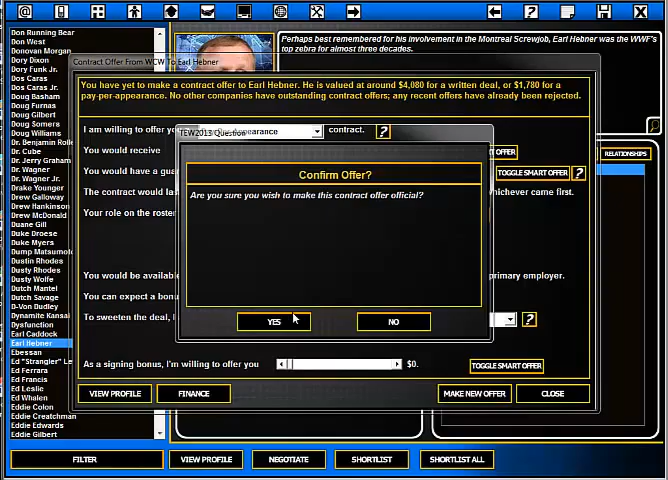 Don Running Bear
Don West
Donovan Morgan
Dory Dixon
Dory Funk Jr.
Dos Caras
Dos Caras Jr.
Doug Basham
Doug Furnas
Doug Gilbert
Doug Somers
Doug Williams
Dr. Benjamin Rolle
Dr. Cube
Dr. Jerry Graham
Dr. Wagner
Dr. Wagner Jr.
Drake Younger
Drew Galloway
Drew Hankinson
Drew McDonald
Duane Gill
Duke Droese
Duke Myers
Dump Matsumoto
Dustin Rhodes
Dusty Rhodes
Dusty Wolfe
Dutch Mantel
Dutch Savage
D-Von Dudley
Dynamite Kansai
Dysfunction
Earl Caddock
Earl Hebner
Ebessan
Ed "Strangler" Le
Ed Ferrara
Ed Francis
Ed Leslie
Ed Whalen
Eddie Colon
Eddie Creatchman
Eddie Edwards
Eddie Gilbert
Perhaps best remembered for his involvement in the Montreal Screwjob, Earl Hebner was the WWF's
top zebra for almost three decades.
Contract Offer From WCW To Earl Hebner
You have yet to make a contract offer to Earl Hebner. He is valued at around $4,080 for a written deal, or $1,780 for a
pay-per-appearance. No other companies have outstanding contract offers; any recent offers have already been rejected.
I am willing to offer you
earance
contract.
?
You would receive
OFFER
RELATIONSHIPS
You would have a gua
TOGGLE SMART OFFER
?
The contract would la
whichever came first.
Your role on the roste
You would be availab
primary employer.
You can expect a bon
To sweeten the deal, I
?
As a signing bonus, I'm willing to offer you
$0.
TOGGLE SMART OFFER
VIEW PROFILE
FINANCE
MAKE NEW OFFER
CLOSE
TEW2013 Question
Confirm Offer?
Are you sure you wish to make this contract offer official?
YES
NO
FILTER
VIEW PROFILE
NEGOTIATE
SHORTLIST
SHORTLIST ALL